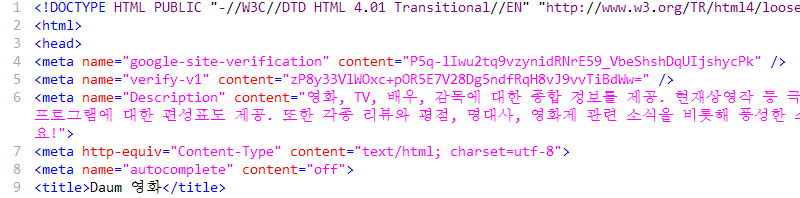 1 <!DOCTYPE HTML PUBLIC "-//W3C//DTD HTML 4.01 Transitional//EN" "http://www.w3.org/TR/html4/loose
2 <html>
3 <head>
4 <meta name="google-site-verification" content="P5q-lIwu2tq9vzynidRNrE59_VbeShshDqUIjshycPk" />
5 <meta name="verify-v1" content="zP8y33VlWOxc+pOR5E7V28Dg5ndfRqH8vJ9vvTiBdWw=" />
6 <meta name="Description" content="영화, TV, 배우, 감독에 대한 종합 정보를 제공. 현재상영작 등 극
프로그램에 대한 편성표도 제공. 또한 각종 리뷰와 평점, 명대사, 영화제 관련 소식을 비롯해 풍성한
요!">
7 <meta http-equiv="Content-Type" content="text/html; charset=utf-8">
8 <meta name="autocomplete" content="off">
9 <title>Daum 영화</title>